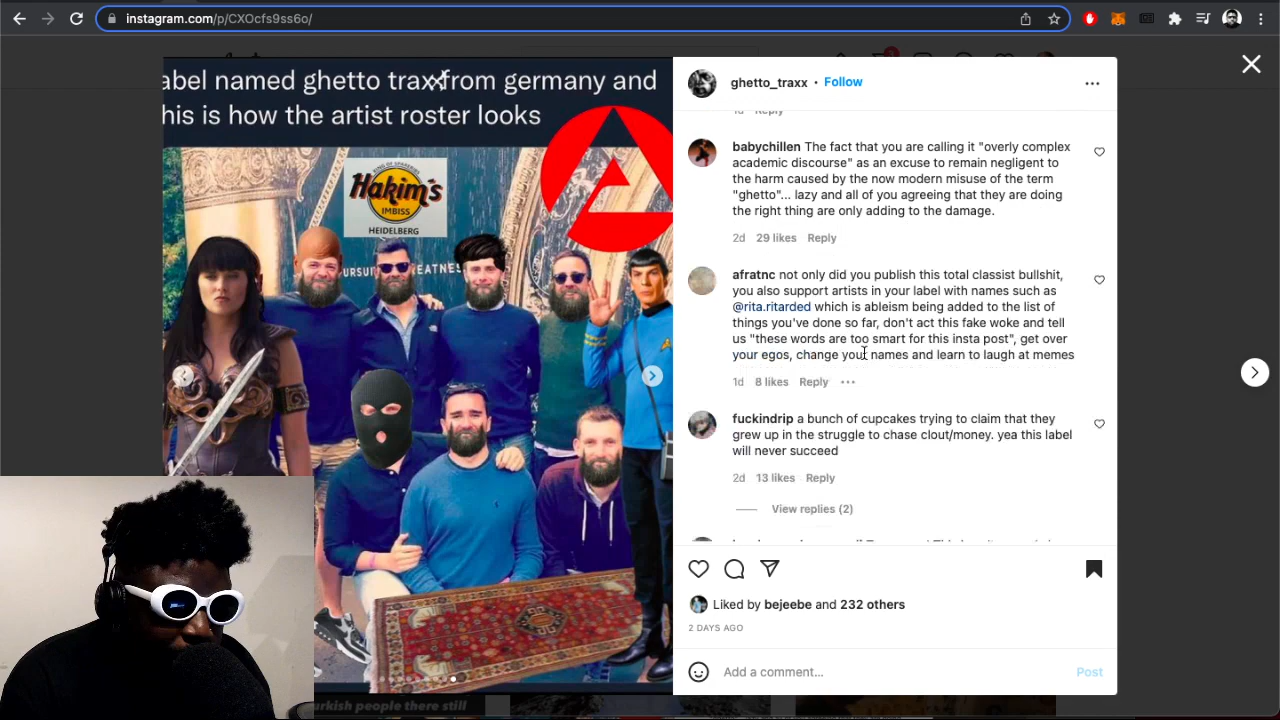 instagram.com/p/CXOcfs9ss6o/
abel named ghetto traxx from germany and
his is how the artist roster looks
Hakim's
IMBISS
HEIDELBERG
ghetto_traxx • Follow
1d Reply
babychillen The fact that you are calling it "overly complex
academic discourse" as an excuse to remain negligent to
the harm caused by the now modern misuse of the term
"ghetto"... lazy and all of you agreeing that they are doing
the right thing are only adding to the damage.
2d 29 likes Reply
afratnc not only did you publish this total classist bullshit,
you also support artists in your label with names such as
@rita.ritarded which is ableism being added to the list of
things you've done so far, don't act this fake woke and tell
us "these words are too smart for this insta post", get over
your egos, change your names and learn to laugh at memes
1d 8 likes Reply
fuckindrip a bunch of cupcakes trying to claim that they
grew up in the struggle to chase clout/money. yea this label
will never succeed
2d 13 likes Reply
View replies (2)
Liked by bejeebe and 232 others
2 DAYS AGO
Add a comment...
Post
urkish people there still